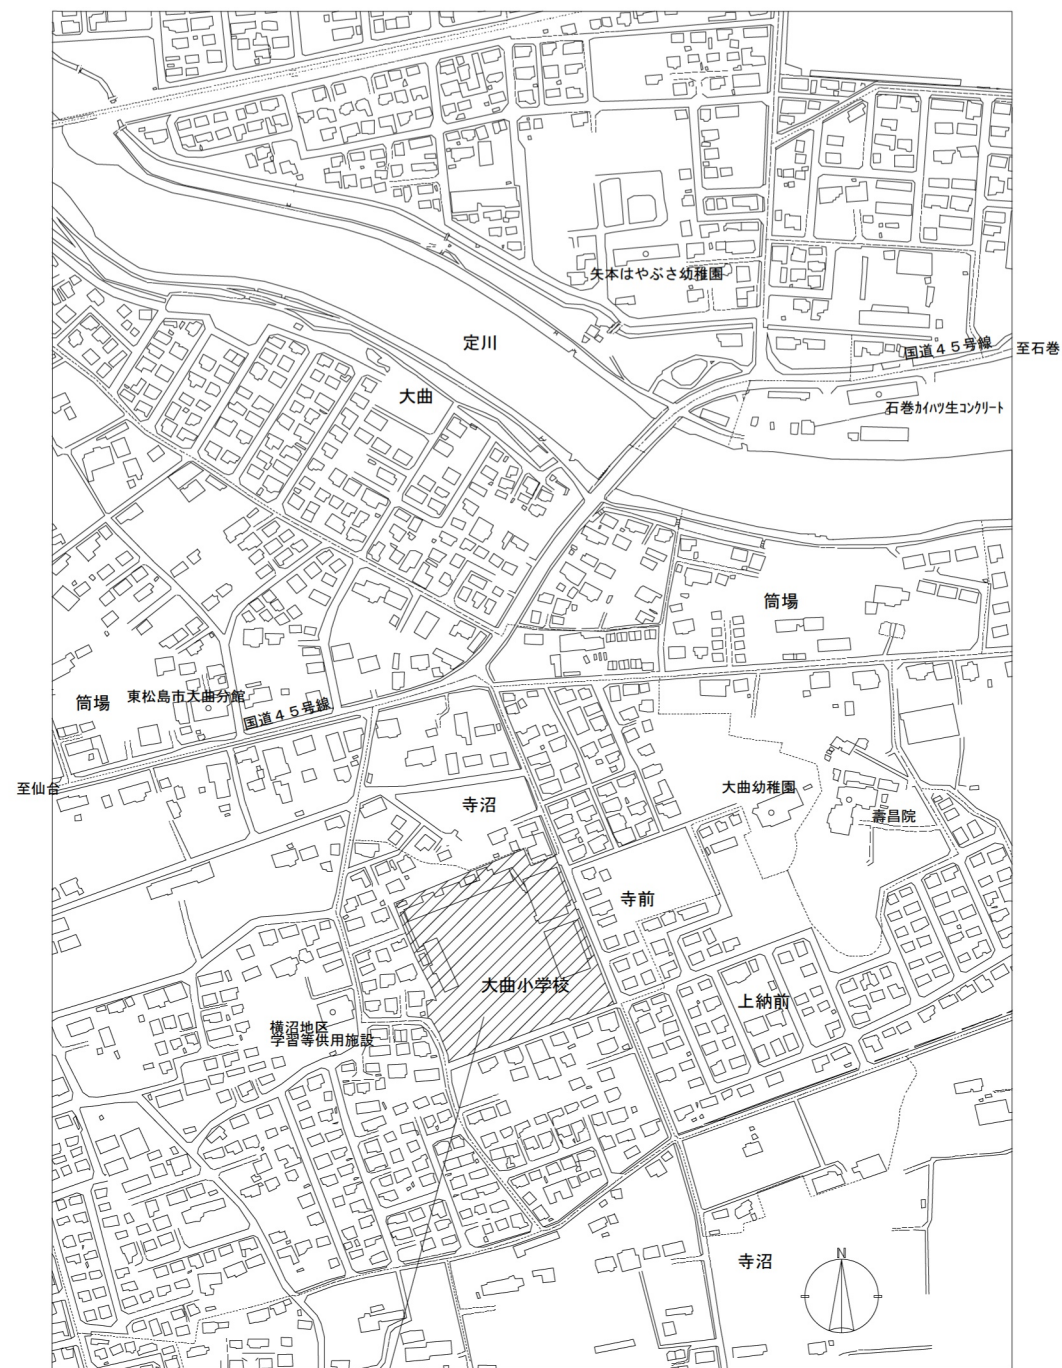 矢本はやぶさ幼稚園
定川
国道45号線
至石巻
大曲
石巻ｶｲﾊﾂ生ｺﾝｸﾘｰﾄ
筒場
筒場
東松島市大曲分館
国道45号線
至仙台
大曲幼稚園
寺沼
壽昌院
寺前
大曲小学校
上納前
横沼地区
学習等供用施設
寺沼
N